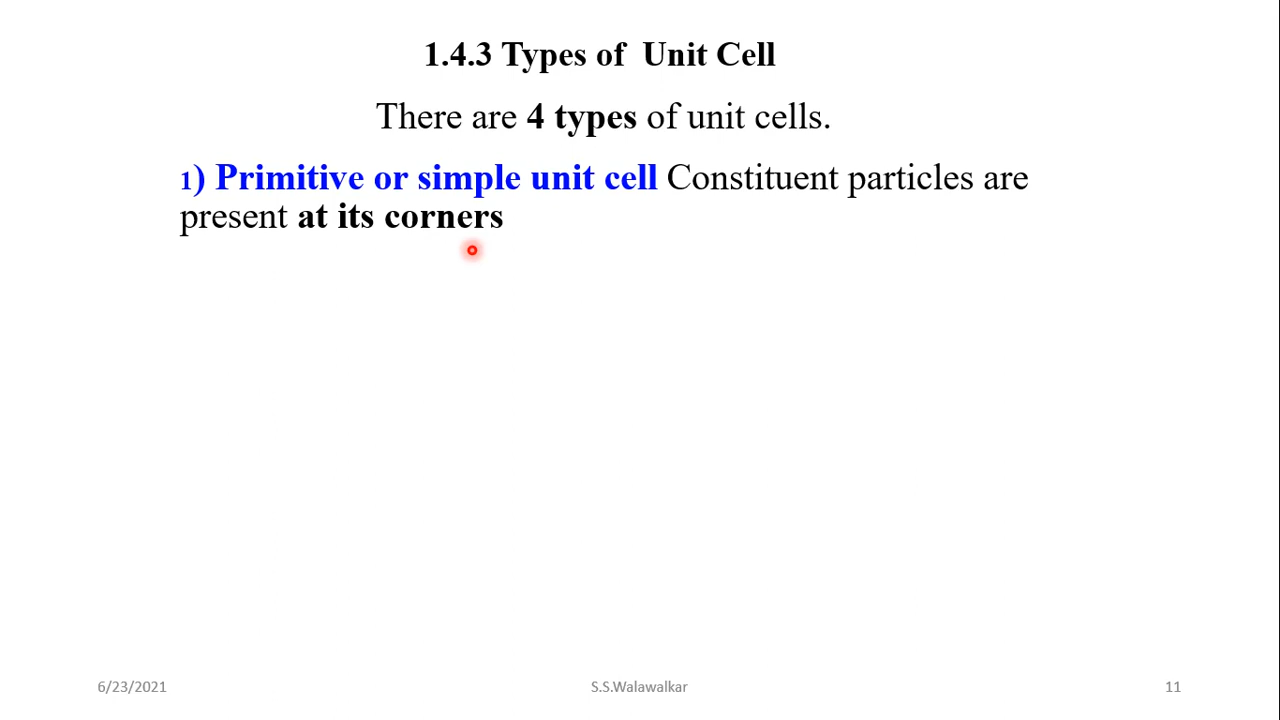 1.4.3 Types of Unit Cell
There are 4 types of unit cells.
1) Primitive or simple unit cell Constituent particles are
present at its corners
6/23/2021
S.S.Walawalkar
11